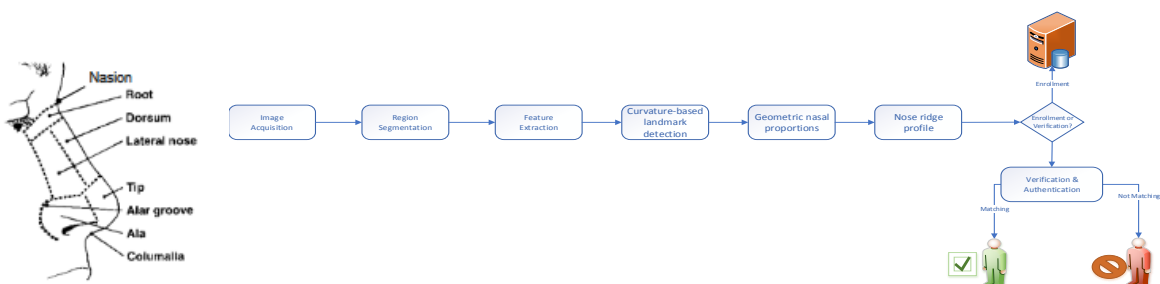 Nasion
Root
Dorsum
Lateral nose
Tip
Alar groove
Ala
Columalla
Image
Acquisition
Region
Segmentation
Feature
Extraction
Curvature-based
landmark
detection
Geometric nasal
proportions
Nose ridge
profile
Enrollment
Enrollment or
Verification?
Verification &
Authentication
Matching
Not Matching